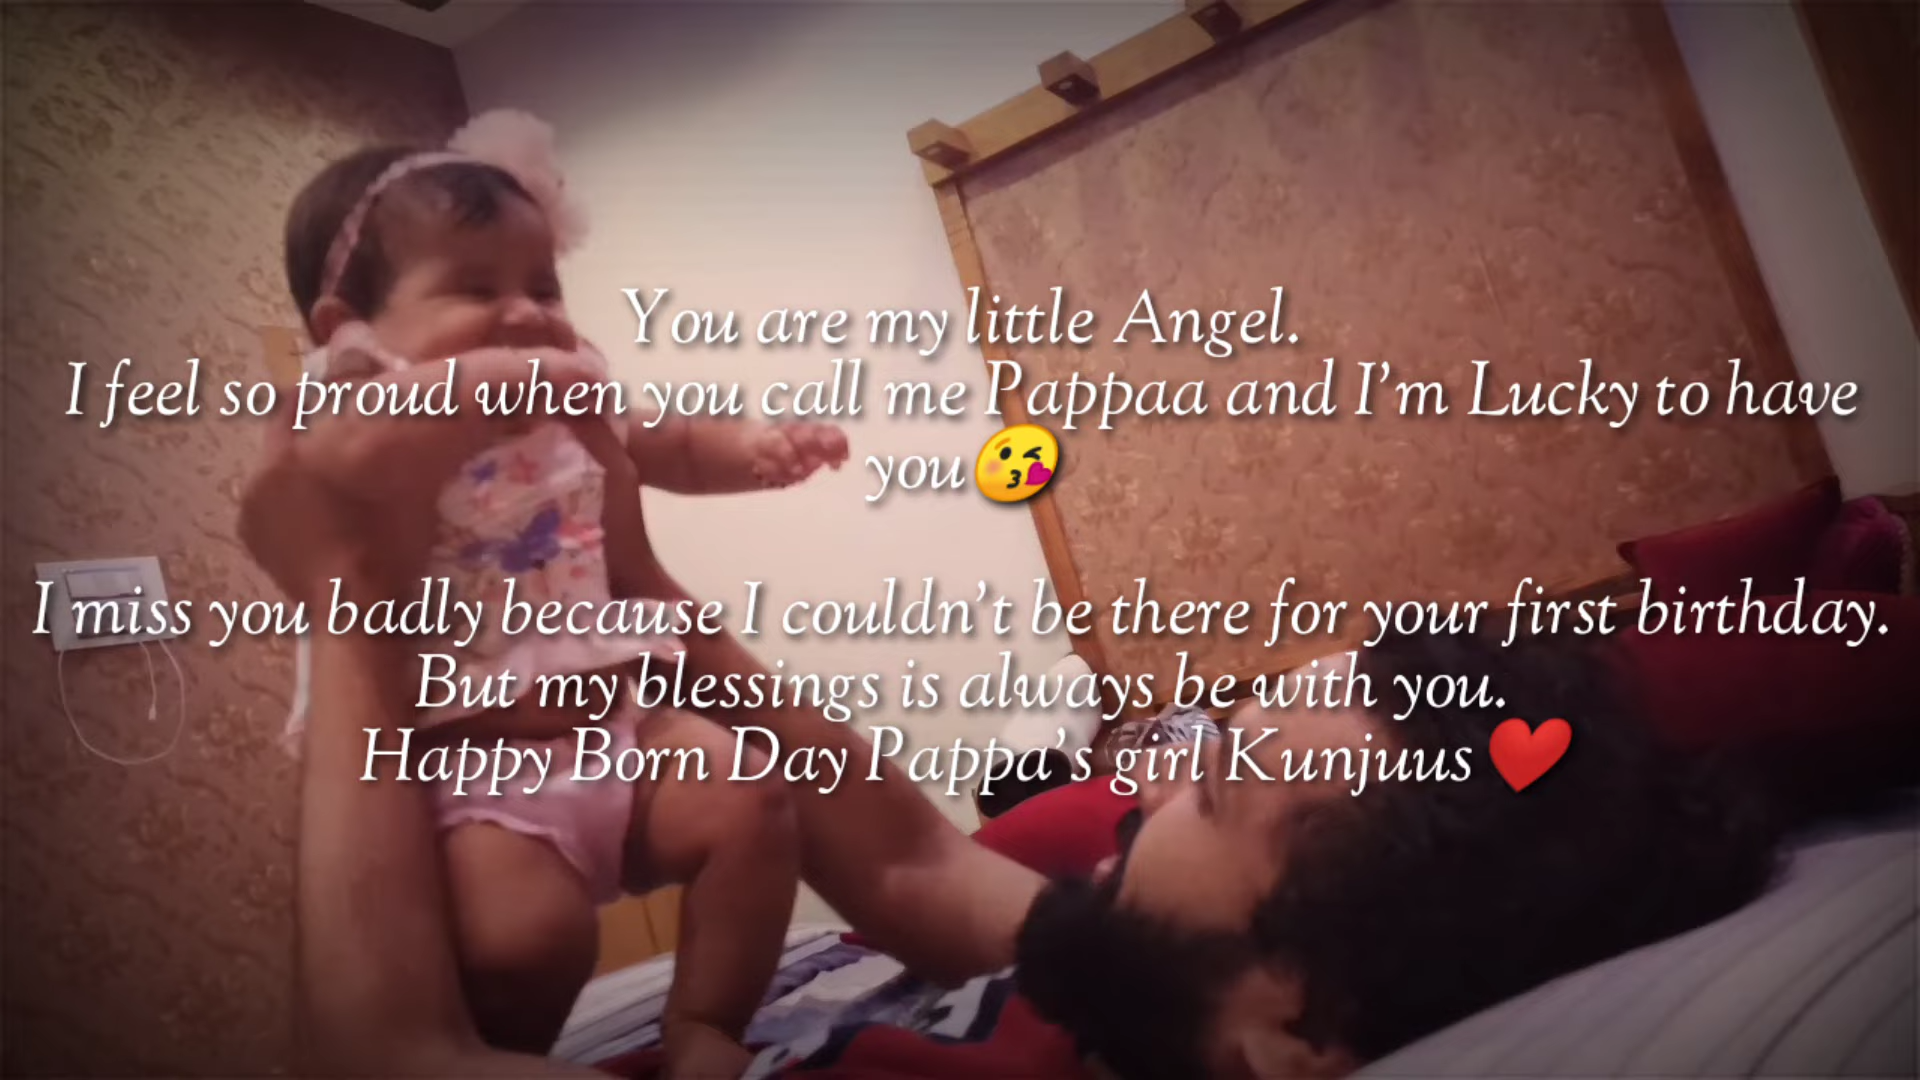 You are my little Angel.
I feel so proud when you call me Pappaa and I'm Lucky to have
you😘
I miss you badly because I couldn't be there for your first birthday.
But my blessings is always be with you.
Happy Born Day Pappa's girl Kunjuus ❤️